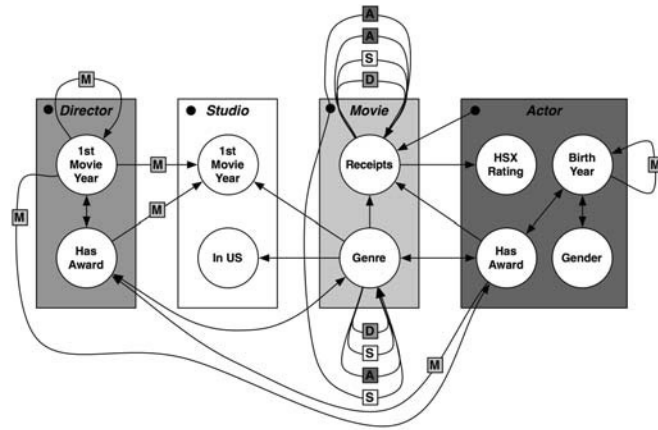 A
A
S
D
M
Director
Studio
Movie
Actor
1st
Movie
Year
M
1st
Movie
Year
Receipts
HSX
Rating
Birth
Year
M
M
M
Has
Award
In US
Genre
Has
Award
Gender
D
S
A
S
M